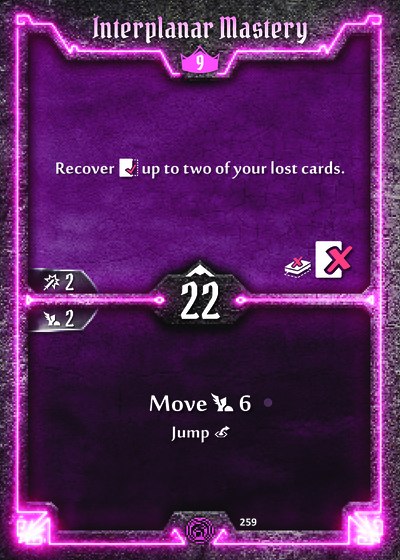 Interplanar Mastery
9
Recover up to two of your lost cards.
2
22
2
Move 6
Jump
259